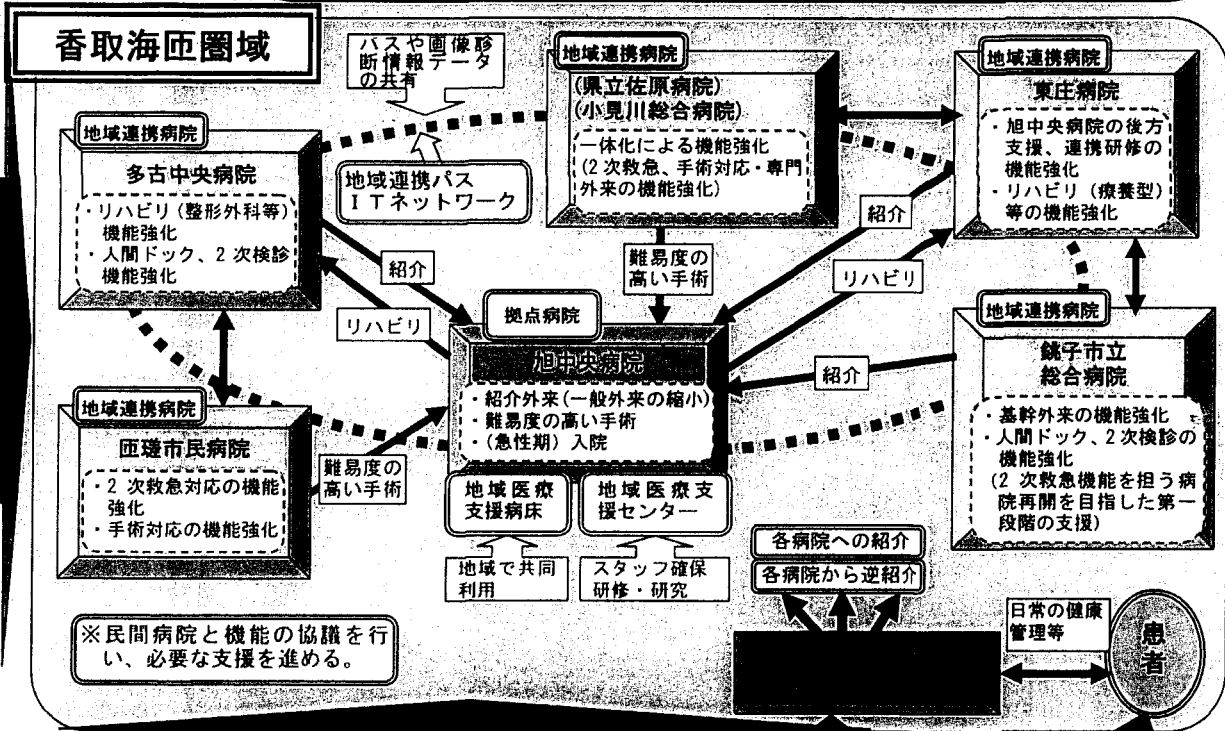 香取海匝圏域
パスや画像診
断情報データ
の共有
地域連携パス
ITネットワーク
地域連携病院
(県立佐原病院)
(小見川総合病院)
一体化による機能強化
(2次救急、手術対応・専門
外来の機能強化)
地域連携病院
東庄病院
・旭中央病院の後方
支援、連携研修の
機能強化
・リハビリ(療養型)
等の機能強化
地域連携病院
多古中央病院
・リハビリ(整形外科等)
機能強化
・人間ドック、2次検診
機能強化
紹介
リハビリ
難易度の
高い手術
紹介
リハビリ
拠点病院
旭中央病院
・紹介外来(一般外来の縮小)
・難易度の高い手術
・(急性期)入院
紹介
地域連携病院
銚子市立
総合病院
・基幹外来の機能強化
・人間ドック、2次検診の
機能強化
(2次救急機能を担う病
院再開を目指した第一
段階の支援)
地域連携病院
匝瑳市民病院
・2次救急対応の機能
強化
・手術対応の機能強化
難易度の
高い手術
地域医療
支援病床
地域医療支
援センター
地域で共同
利用
スタッフ確保
研修・研究
各病院への紹介
各病院から逆紹介
日常の健康
管理等
患者
※民間病院と機能の協議を行
い、必要な支援を進める。